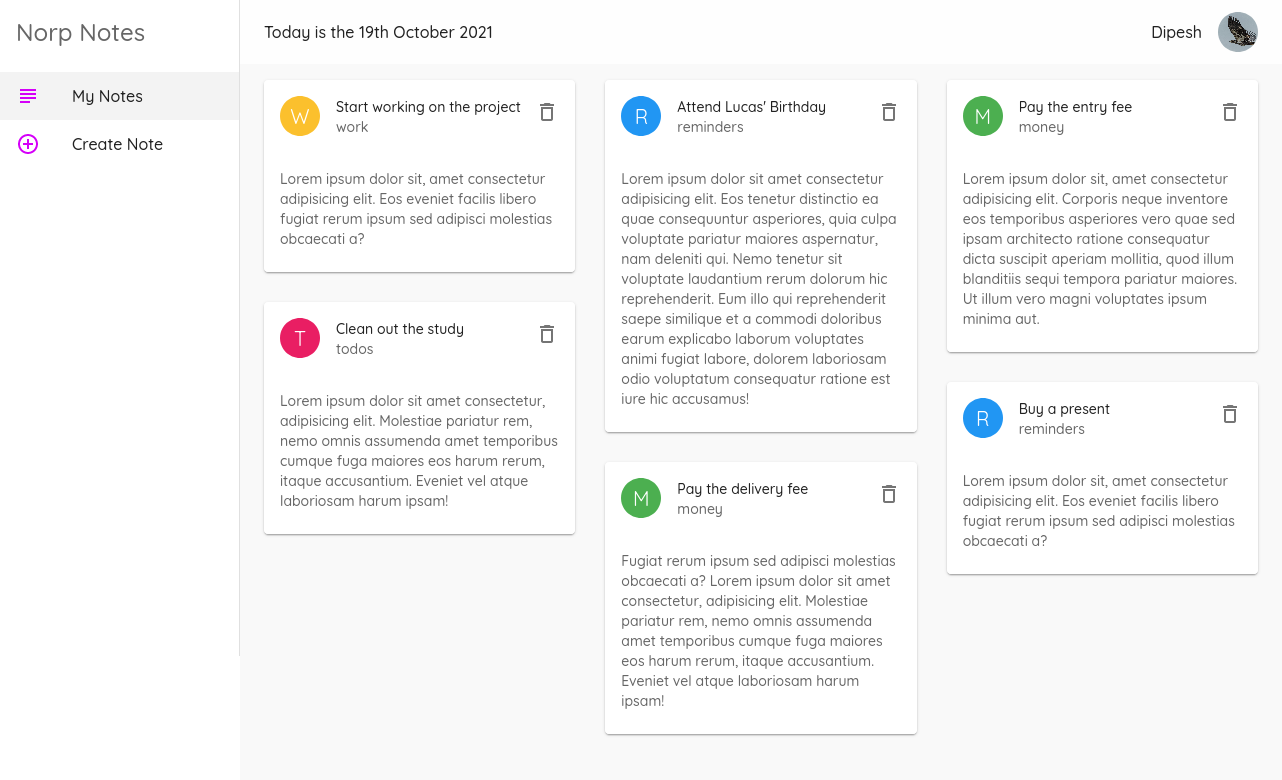 Norp Notes
My Notes
Create Note
Today is the 19th October 2021
Dipesh
W
Start working on the project
work
Lorem ipsum dolor sit, amet consectetur
adipisicing elit. Eos eveniet facilis libero
fugiat rerum ipsum sed adipisci molestias
obcaecati a?
T
Clean out the study
todos
Lorem ipsum dolor sit amet consectetur,
adipisicing elit. Molestiae pariatur rem,
nemo omnis assumenda amet temporibus
cumque fuga maiores eos harum rerum,
itaque accusantium. Eveniet vel atque
laboriosam harum ipsam!
R
Attend Lucas' Birthday
reminders
Lorem ipsum dolor sit amet consectetur
adipisicing elit. Eos tenetur distinctio ea
quae consequuntur asperiores, quia culpa
voluptate pariatur maiores aspernatur,
nam deleniti qui. Nemo tenetur sit
voluptate laudantium rerum dolorum hic
reprehenderit. Eum illo qui reprehenderit
saepe similique et a commodi doloribus
earum explicabo laborum voluptates
animi fugiat labore, dolorem laboriosam
odio voluptatum consequatur ratione est
iure hic accusamus!
M
Pay the delivery fee
money
Fugiat rerum ipsum sed adipisci molestias
obcaecati a? Lorem ipsum dolor sit amet
consectetur, adipisicing elit. Molestiae
pariatur rem, nemo omnis assumenda
amet temporibus cumque fuga maiores
eos harum rerum, itaque accusantium.
Eveniet vel atque laboriosam harum
ipsam!
M
Pay the entry fee
money
Lorem ipsum dolor sit, amet consectetur
adipisicing elit. Corporis neque inventore
eos temporibus asperiores vero quae sed
ipsam architecto ratione consequatur
dicta suscipit aperiam mollitia, quod illum
blanditiis sequi tempora pariatur maiores.
Ut illum vero magni voluptates ipsum
minima aut.
R
Buy a present
reminders
Lorem ipsum dolor sit, amet consectetur
adipisicing elit. Eos eveniet facilis libero
fugiat rerum ipsum sed adipisci molestias
obcaecati a?